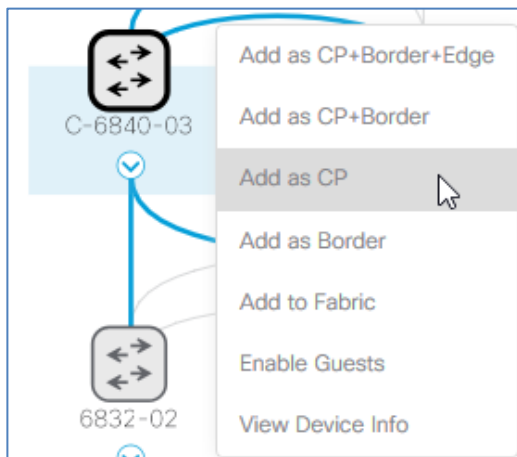 Add as CP+Border+Edge
C-6840-03
Add as CP+Border
Add as CP
Add as Border
Add to Fabric
Enable Guests
6832-02
View Device Info